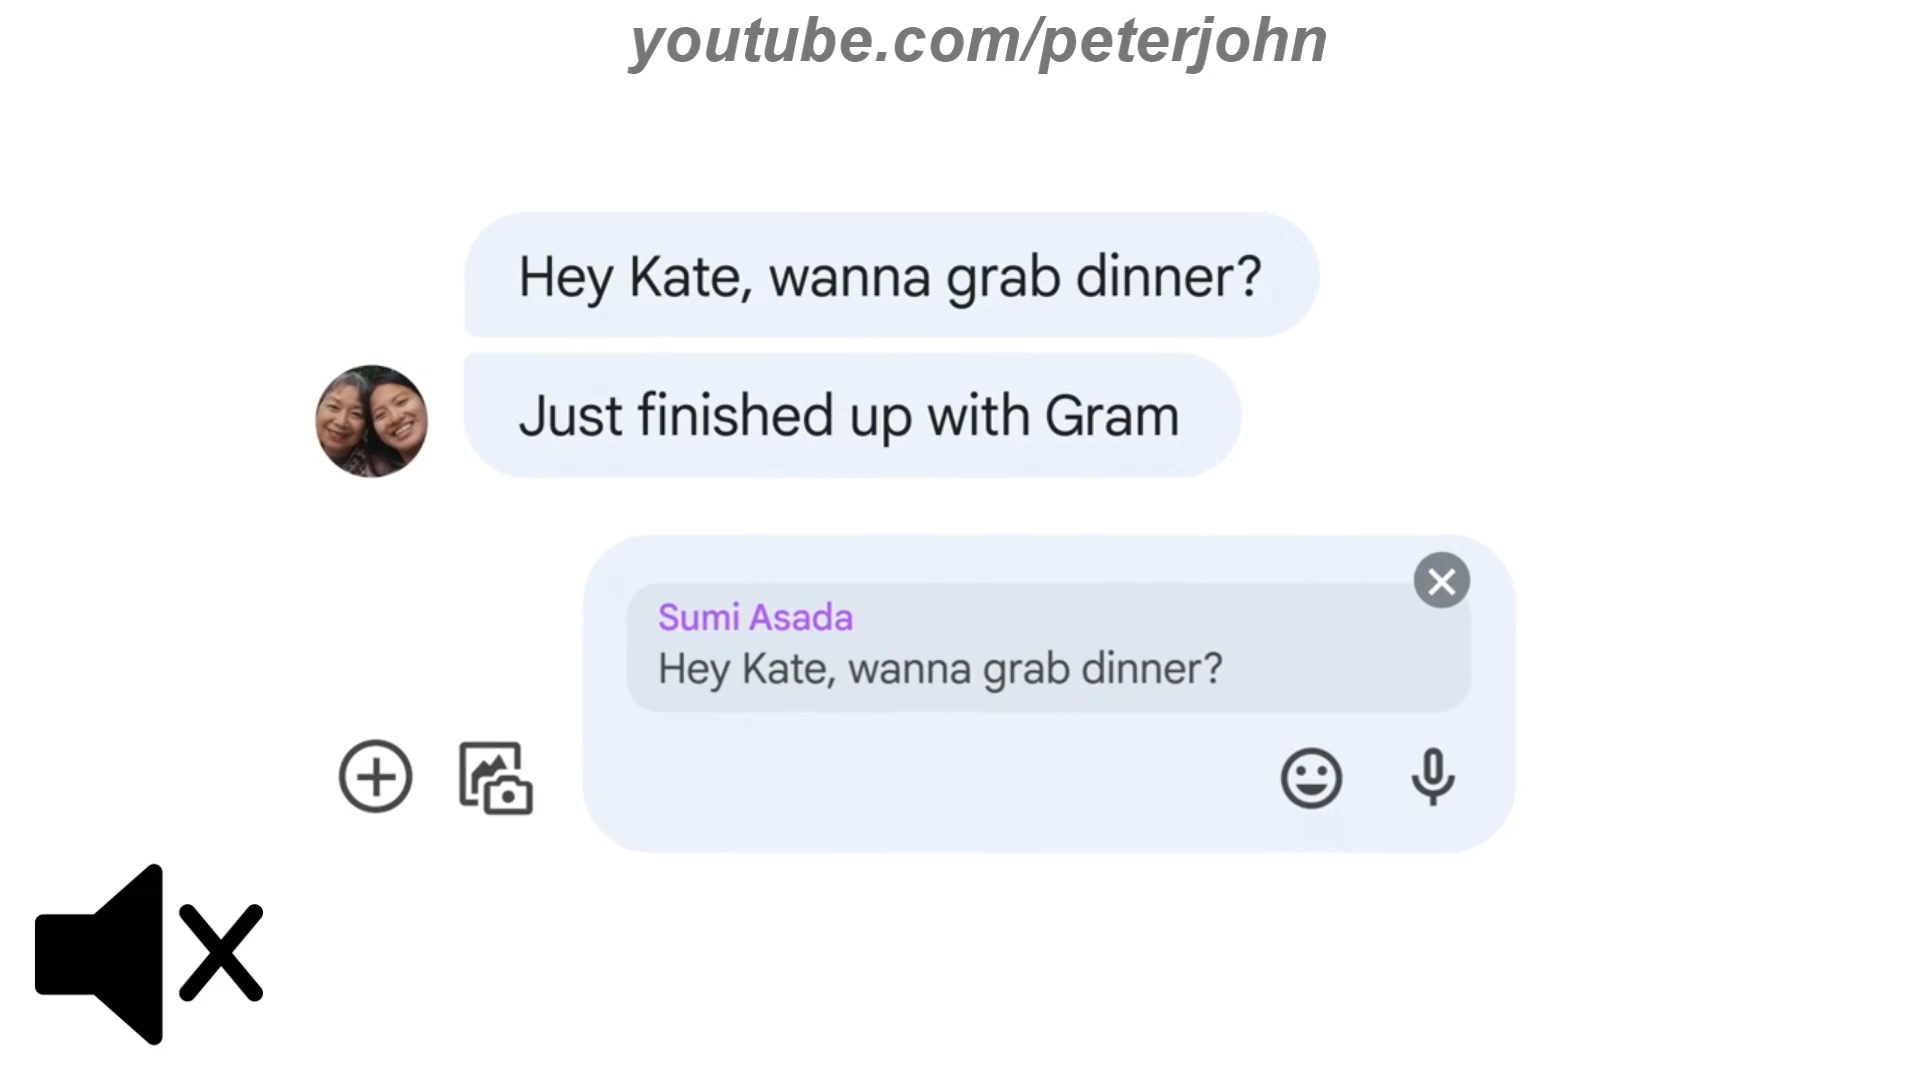 youtube.com/peterjohn
Hey Kate, wanna grab dinner?
Just finished up with Gram
Sumi Asada
Hey Kate, wanna grab dinner?